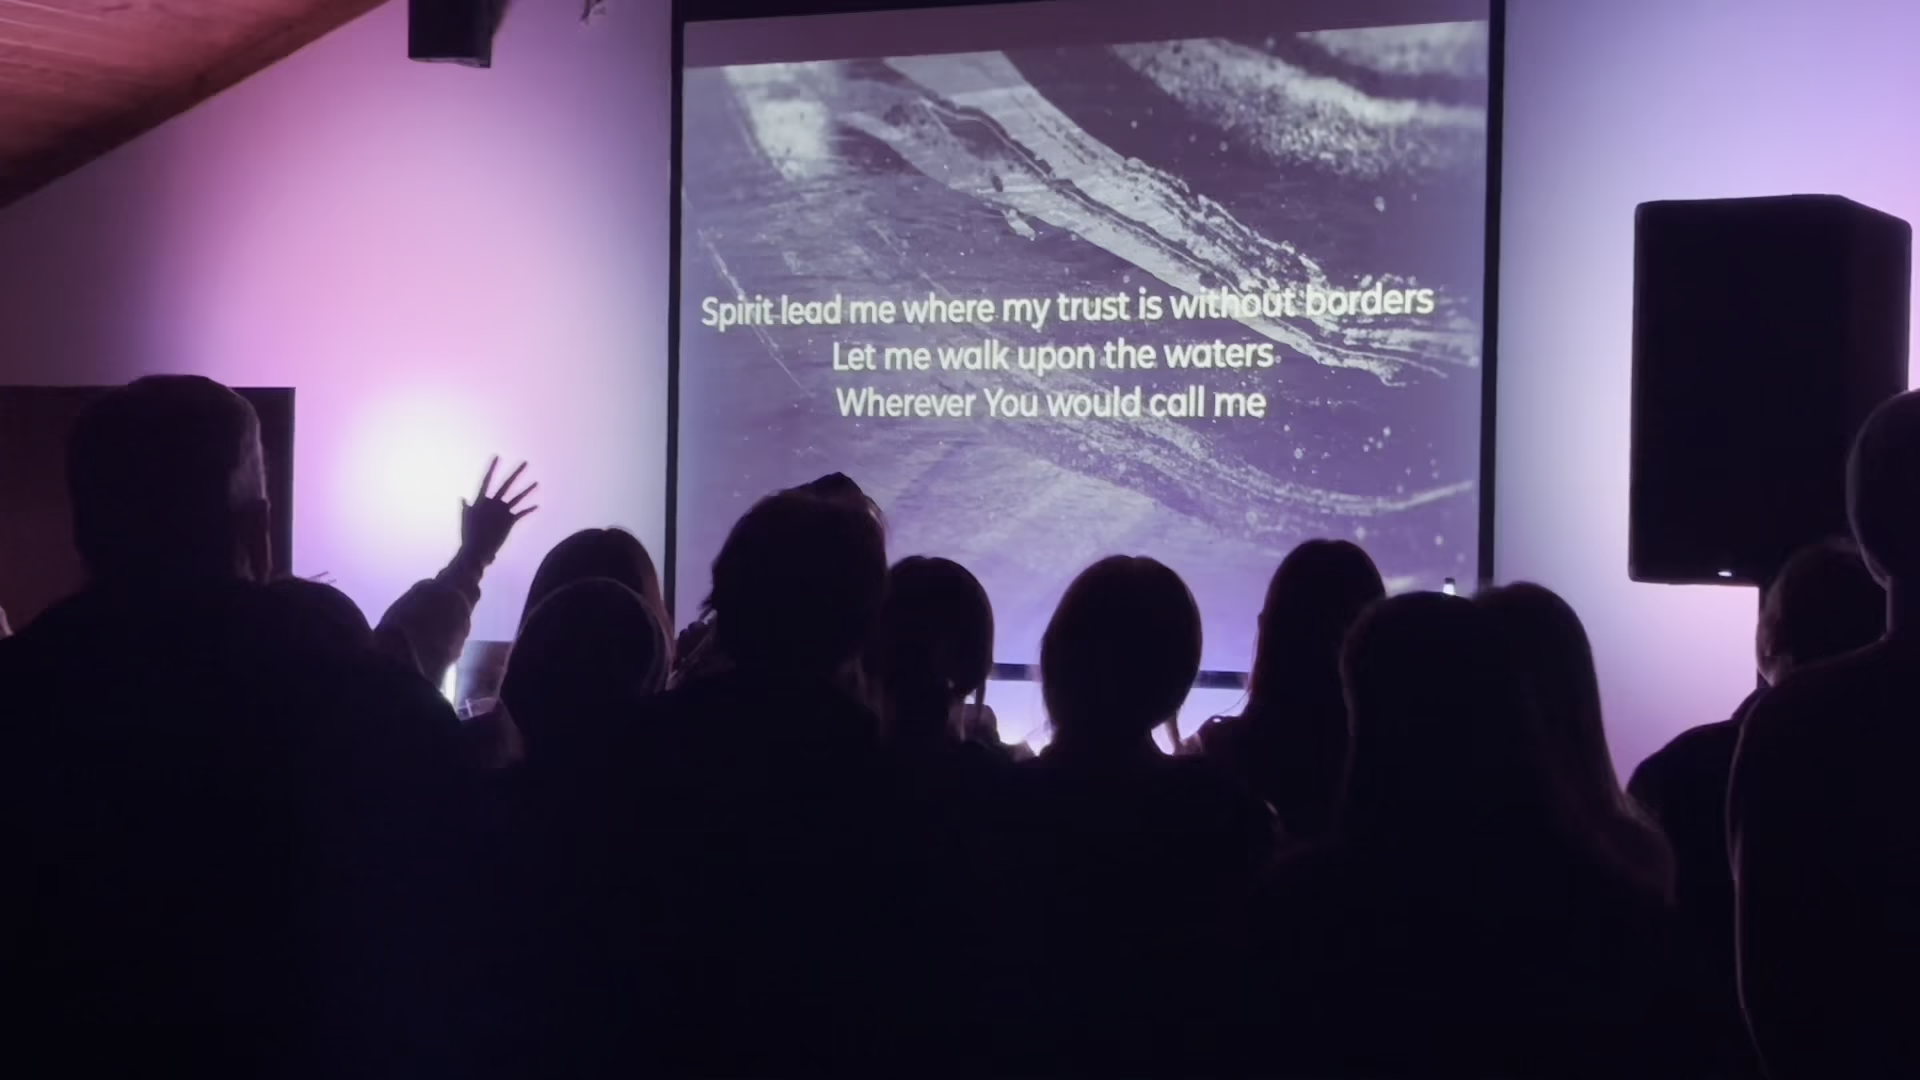 Spirit lead me where my trust is without borders
Let me walk upon the waters
Wherever You would call me